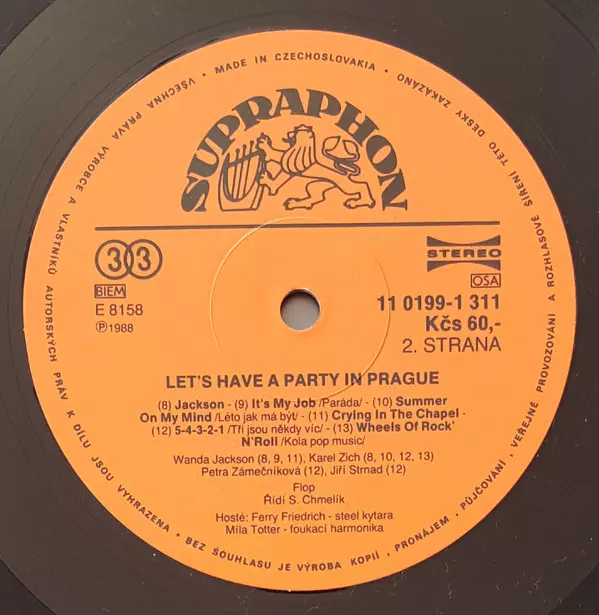 VŠECHNA PRÁVA VÝROBCE A VLASTNÍKŮ AUTORSKÝCH PRÁV K DÍLU JSOU VYHRAZENA • BEZ SOUHLASU JE VÝROBA KOPIÍ, PRONÁJEM, PŮJČOVÁNÍ, VEŘEJNÉ PROVOZOVÁNÍ A ROZHLASOVÉ ŠÍŘENÍ TÉTO DESKY ZAKÁZÁNO • MADE IN CZECHOSLOVAKIA •
SUPRAPHON
33
BIEM
E 8158
Ⓟ1988
STEREO
OSA
11 0199-1 311
Kčs 60,-
2. STRANA
LET'S HAVE A PARTY IN PRAGUE
(8) Jackson - (9) It's My Job /Paráda/ - (10) Summer
On My Mind /Léto jak má být/ - (11) Crying In The Chapel -
(12) 5-4-3-2-1 /Tři jsou někdy víc/ - (13) Wheels Of Rock'
N'Roll /Kola pop music/
Wanda Jackson (8, 9, 11), Karel Zich (8, 10, 12, 13)
Petra Zámečníková (12), Jiří Strnad (12)
Flop
Řídí S. Chmelík
Hosté: Ferry Friedrich - steel kytara
Míla Totter - foukací harmonika